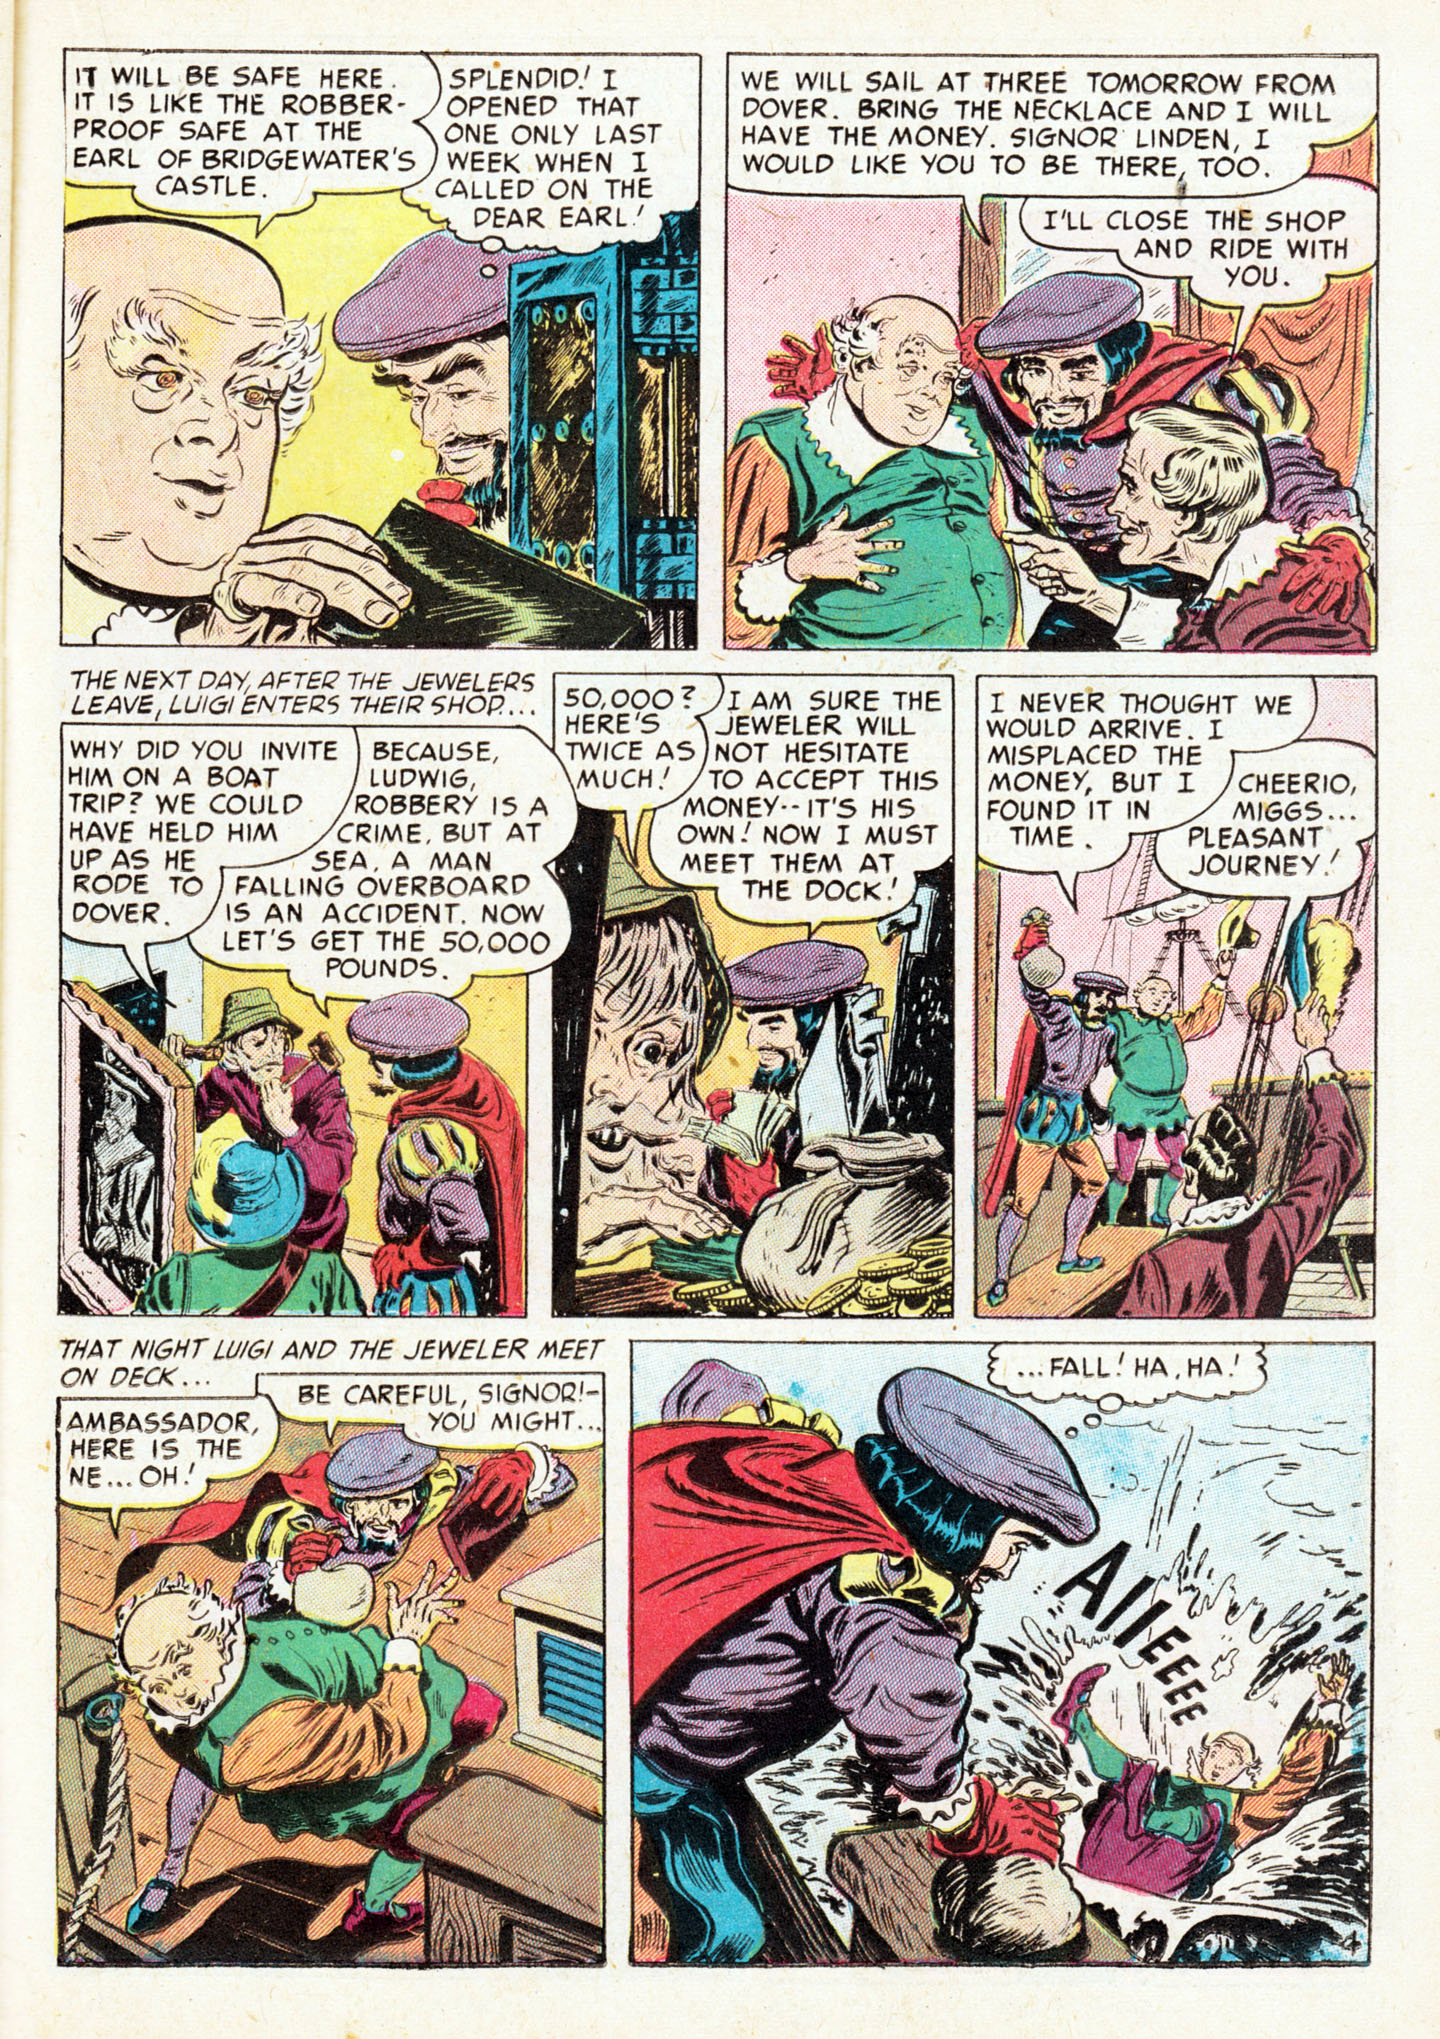 IT WILL BE SAFE HERE.
IT IS LIKE THE ROBBER-
PROOF SAFE AT THE
EARL OF BRIDGEWATER'S
CASTLE.
SPLENDID! I
OPENED THAT
ONE ONLY LAST
WEEK WHEN I
CALLED ON THE
DEAR EARL!
WE WILL SAIL AT THREE TOMORROW FROM
DOVER. BRING THE NECKLACE AND I WILL
HAVE THE MONEY. SIGNOR LINDEN, I
WOULD LIKE YOU TO BE THERE, TOO.
I'LL CLOSE THE SHOP
AND RIDE WITH
YOU.
THE NEXT DAY, AFTER THE JEWELERS
LEAVE, LUIGI ENTERS THEIR SHOP...
WHY DID YOU INVITE
HIM ON A BOAT
TRIP? WE COULD
HAVE HELD HIM
UP AS HE
RODE TO
DOVER.
BECAUSE,
LUDWIG,
ROBBERY IS A
CRIME, BUT AT
SEA, A MAN
FALLING OVERBOARD
IS AN ACCIDENT. NOW
LET'S GET THE 50,000
POUNDS.
50,000?
HERE'S
TWICE AS
MUCH!
I AM SURE THE
JEWELER WILL
NOT HESITATE
TO ACCEPT THIS
MONEY-- IT'S HIS
OWN! NOW I MUST
MEET THEM AT
THE DOCK!
I NEVER THOUGHT WE
WOULD ARRIVE. I
MISPLACED THE
MONEY, BUT I
FOUND IT IN
TIME.
CHEERIO,
MIGGS...
PLEASANT
JOURNEY!
THAT NIGHT LUIGI AND THE JEWELER MEET
ON DECK...
AMBASSADOR,
HERE IS THE
NE...OH!
BE CAREFUL, SIGNOR!-
YOU MIGHT...
...FALL! HA, HA!
AIIEEEE
4